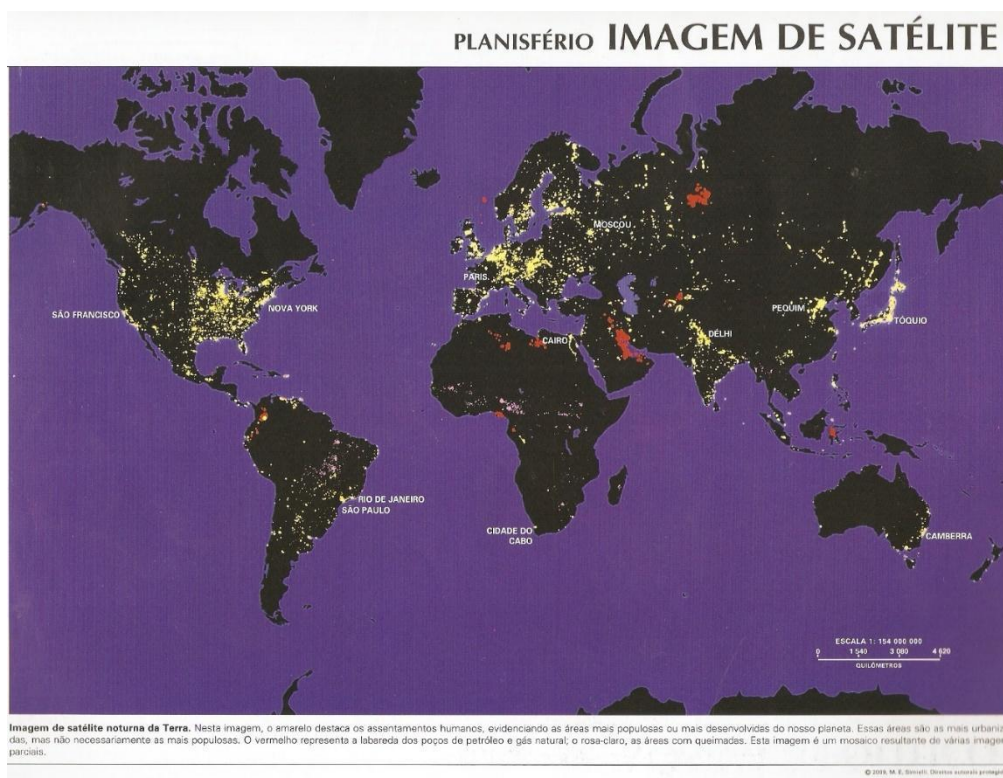 PLANISFÉRIO IMAGEM DE SATÉLITE
MOSCOU
PARIS.
SÃO FRANCISCO
NOVA YORK
PEQUIM
TÓQUIO
CAIRO
DÉLHI
RIO DE JANEIRO
SÃO PAULO
CIDADE DO
CABO
CAMBERRA
ESCALA 1: 154 000 000
0 1 540 3 080 4 620
QUILÔMETROS
Imagem de satélite noturna da Terra. Nesta imagem, o amarelo destaca os assentamentos humanos, evidenciando as áreas mais populosas ou mais desenvolvidas do nosso planeta. Essas áreas são as mais urbaniza
das, mas não necessariamente as mais populosas. O vermelho representa a labareda dos poços de petróleo e gás natural; o rosa-claro, as áreas com queimadas. Esta imagem é um mosaico resultante de várias imagens
parciais.
M. E. Simielli. Direitos autorais